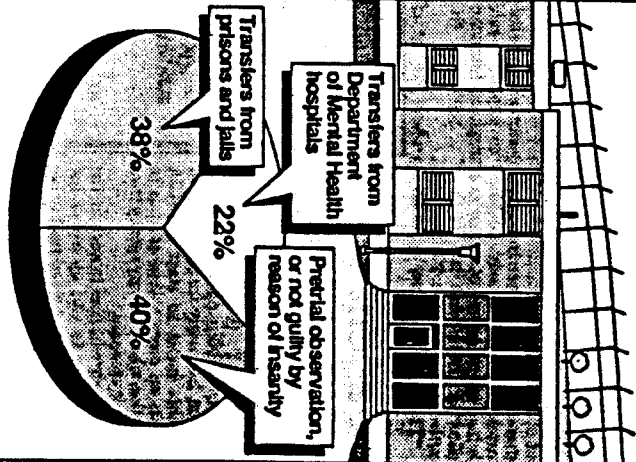 Transfers from
Department
of Mental Health
hospitals
Transfers from
prisons and jails
Pretrial observation,
or not guilty by
reason of insanity
38%
22%
40%